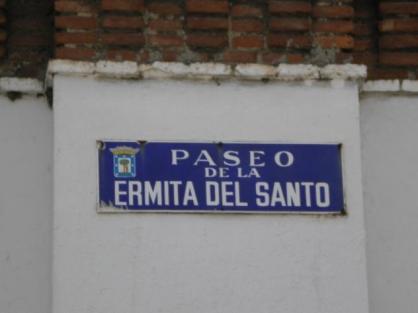 PASEO
DE LA
ERMITA DEL SANTO